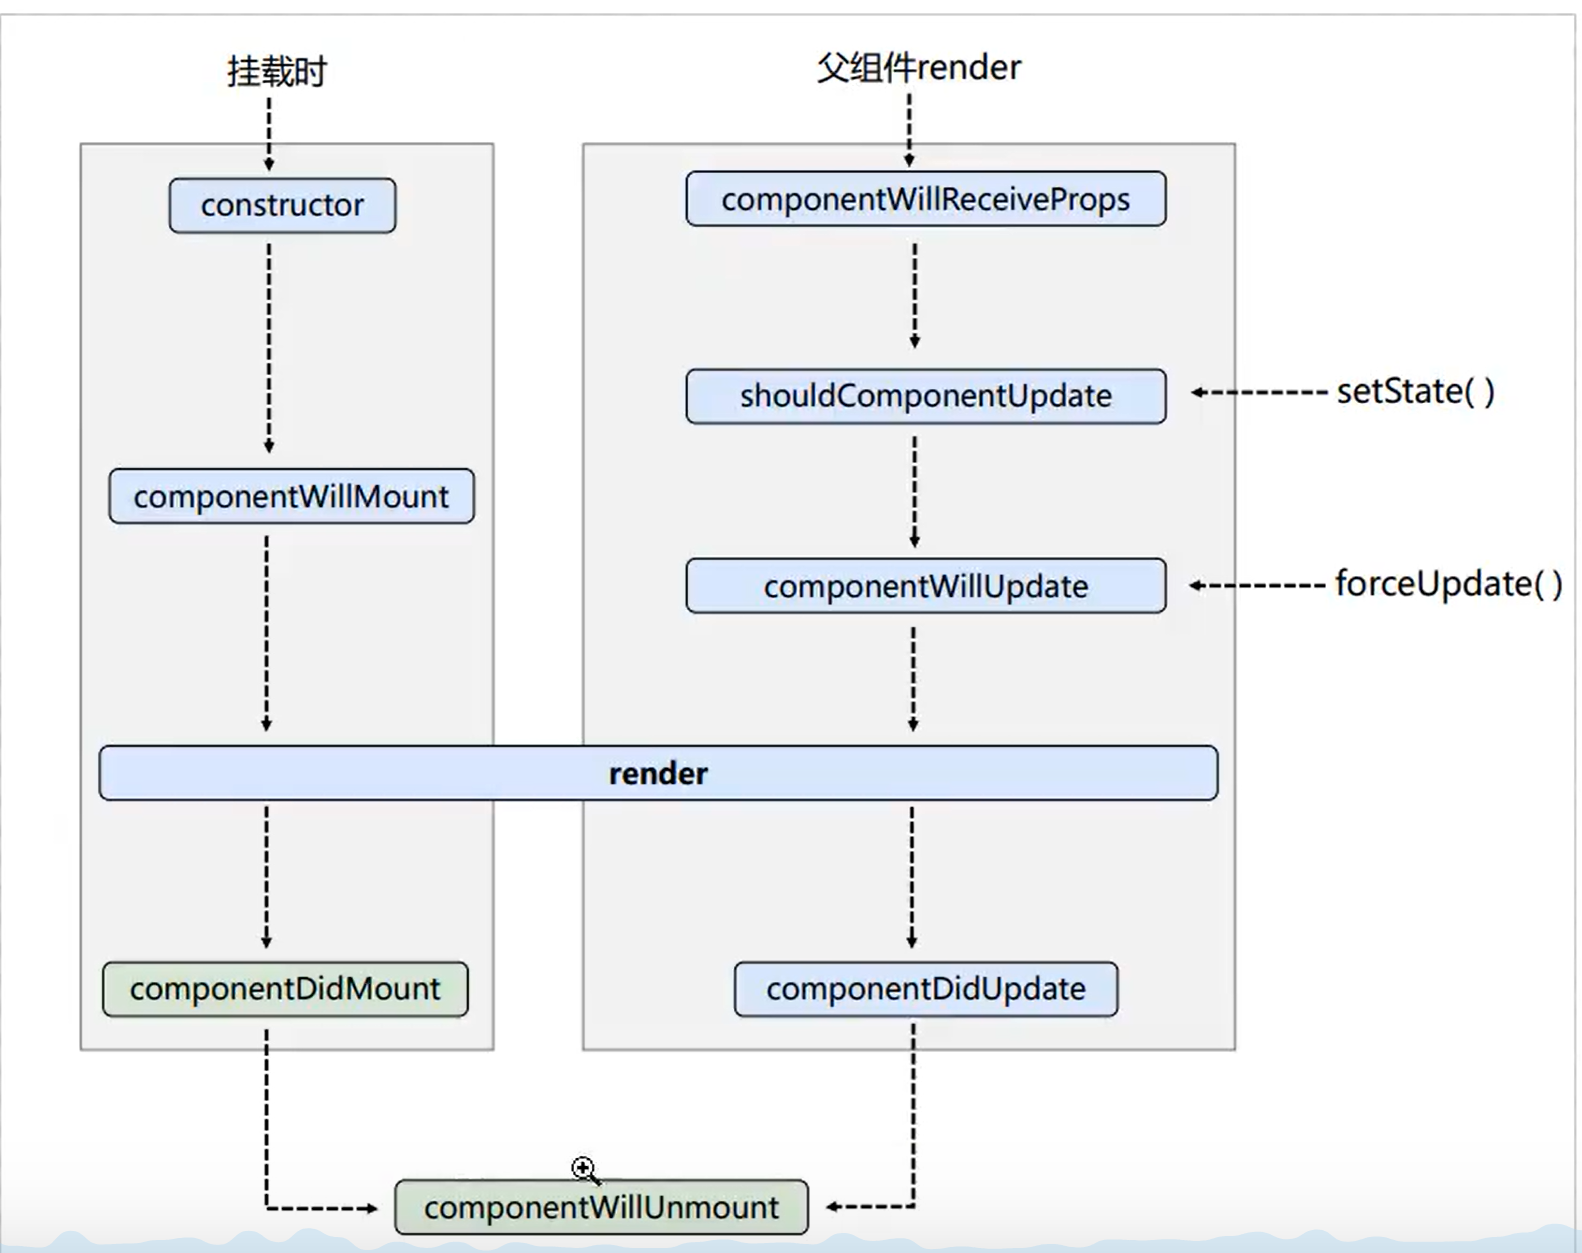 挂载时
父组件render
constructor
componentWillReceiveProps
shouldComponentUpdate
setState( )
componentWillMount
componentWillUpdate
forceUpdate( )
render
componentDidMount
componentDidUpdate
componentWillUnmount